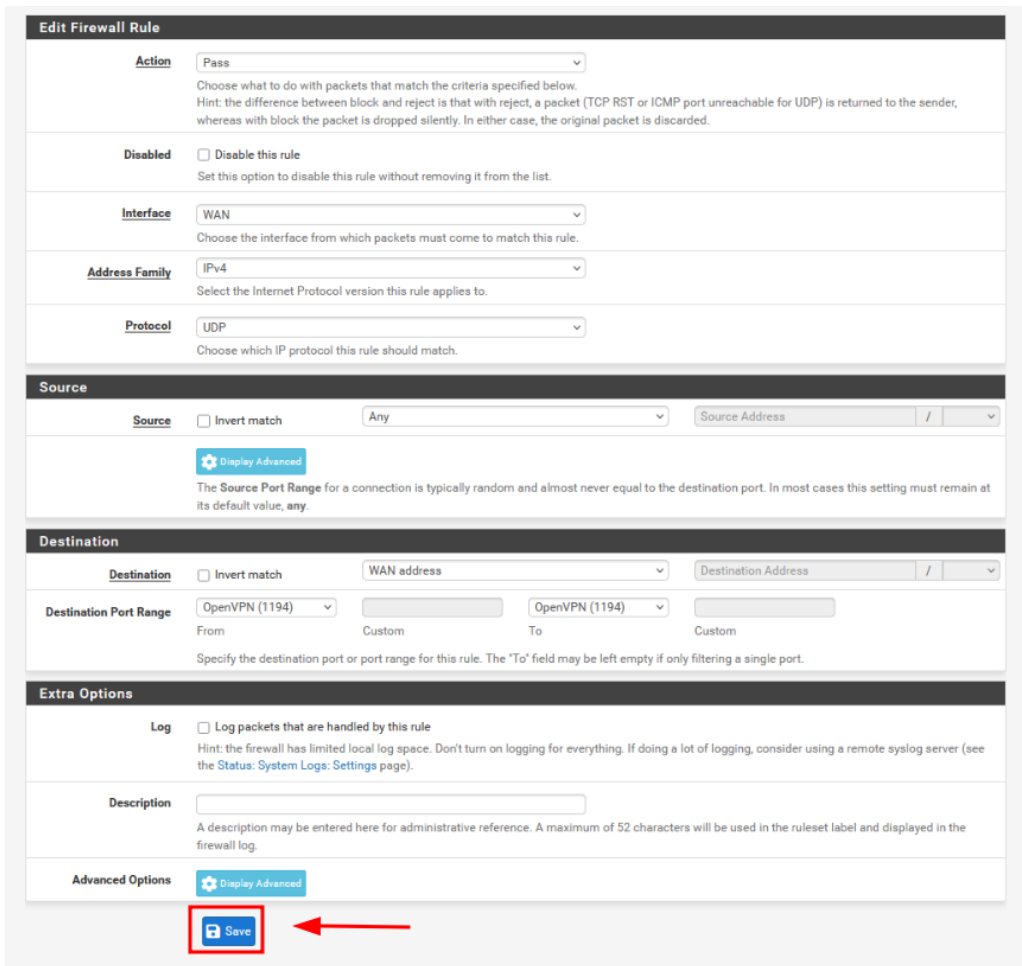 Edit Firewall Rule
Action Pass
Choose what to do with packets that match the criteria specified below.
Hint: the difference between block and reject is that with reject, a packet (TCP RST or ICMP port unreachable for UDP) is returned to the sender,
whereas with block the packet is dropped silently. In either case, the original packet is discarded.
Disabled Disable this rule
Set this option to disable this rule without removing it from the list.
Interface WAN
Choose the interface from which packets must come to match this rule.
Address Family IPv4
Select the Internet Protocol version this rule applies to.
Protocol UDP
Choose which IP protocol this rule should match.
Source
Source Invert match Any Source Address /
Display Advanced
The Source Port Range for a connection is typically random and almost never equal to the destination port. In most cases this setting must remain at
its default value, any.
Destination
Destination Invert match WAN address Destination Address /
Destination Port Range OpenVPN (1194) OpenVPN (1194)
From Custom To Custom
Specify the destination port or port range for this rule. The "To" field may be left empty if only filtering a single port.
Extra Options
Log Log packets that are handled by this rule
Hint: the firewall has limited local log space. Don't turn on logging for everything. If doing a lot of logging, consider using a remote syslog server (see
the Status: System Logs: Settings page).
Description
A description may be entered here for administrative reference. A maximum of 52 characters will be used in the ruleset label and displayed in the
firewall log.
Advanced Options Display Advanced
Save